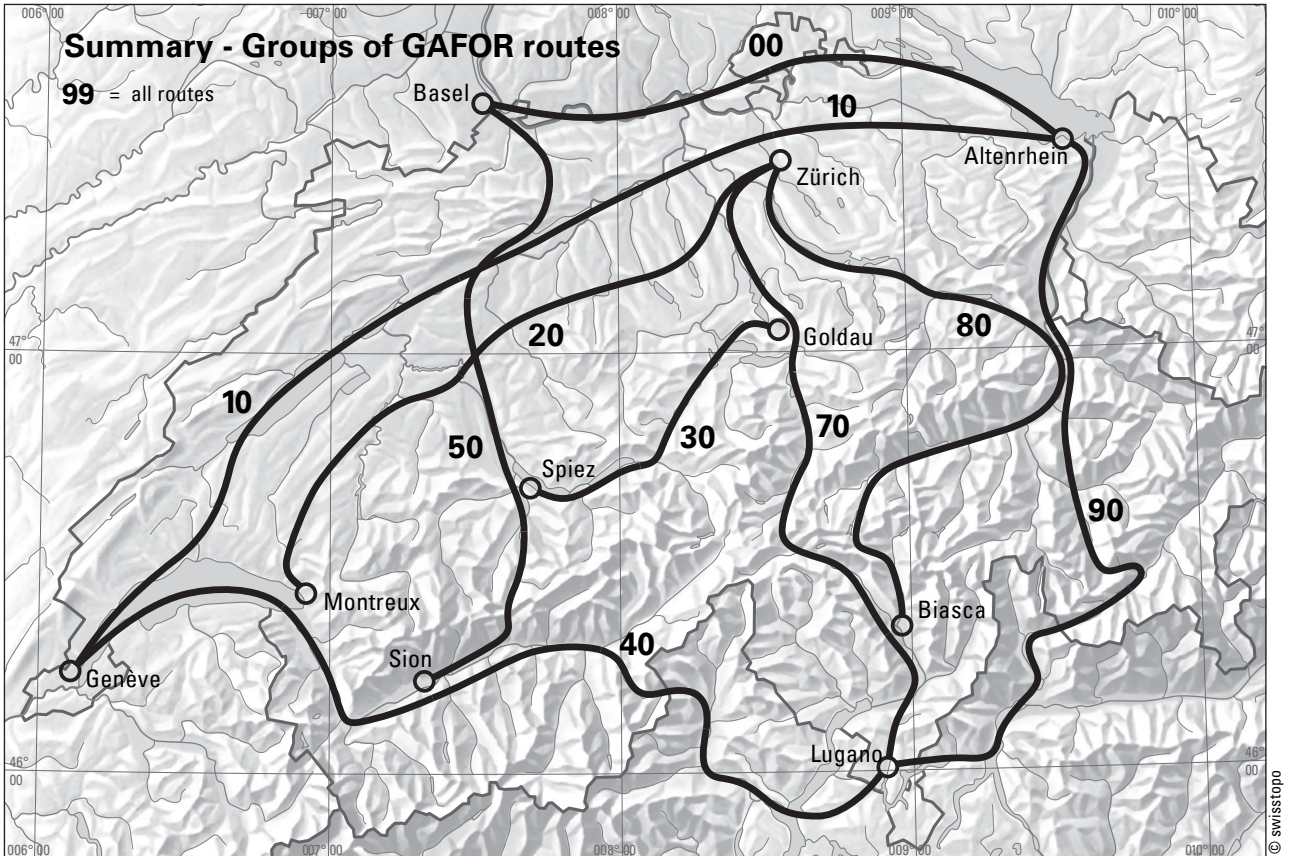 006° 00
007° 00
008° 00
009° 00
010° 00
Summary - Groups of GAFOR routes
99 = all routes
00
Basel
10
Altenrhein
Zürich
20
Goldau
80
47°
00
47°
00
10
50
30
70
Spiez
90
Montreux
Biasca
Sion
40
Genève
Lugano
46°
00
46°
00
006° 00
007° 00
008° 00
009° 00
010° 00
© swisstopo